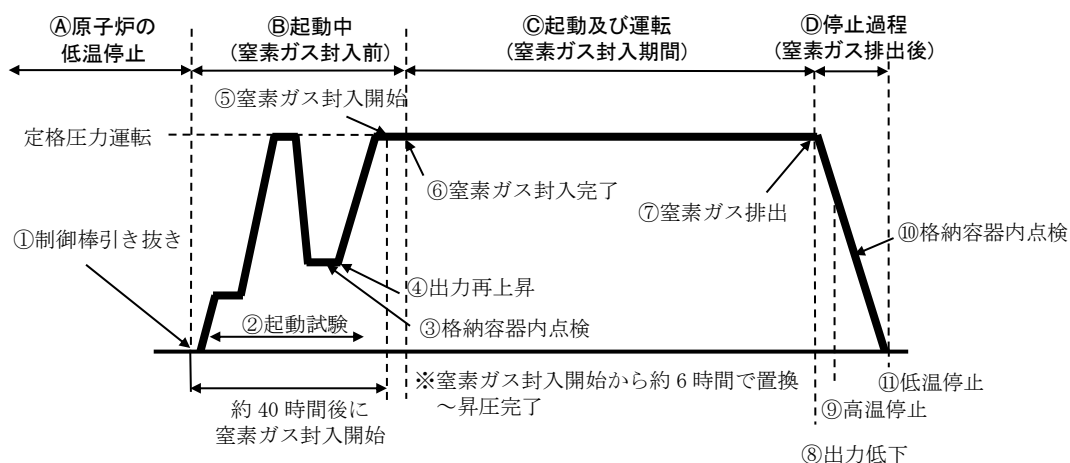 Ⓐ原子炉の
低温停止
Ⓑ起動中
(窒素ガス封入前)
Ⓒ起動及び運転
(窒素ガス封入期間)
Ⓓ停止過程
(窒素ガス排出後)
⑤窒素ガス封入開始
定格圧力運転
⑥窒素ガス封入完了
⑦窒素ガス排出
①制御棒引き抜き
⑩格納容器内点検
④出力再上昇
③格納容器内点検
②起動試験
※窒素ガス封入開始から約6時間で置換
~昇圧完了
約40時間後に
窒素ガス封入開始
⑪低温停止
⑨高温停止
⑧出力低下